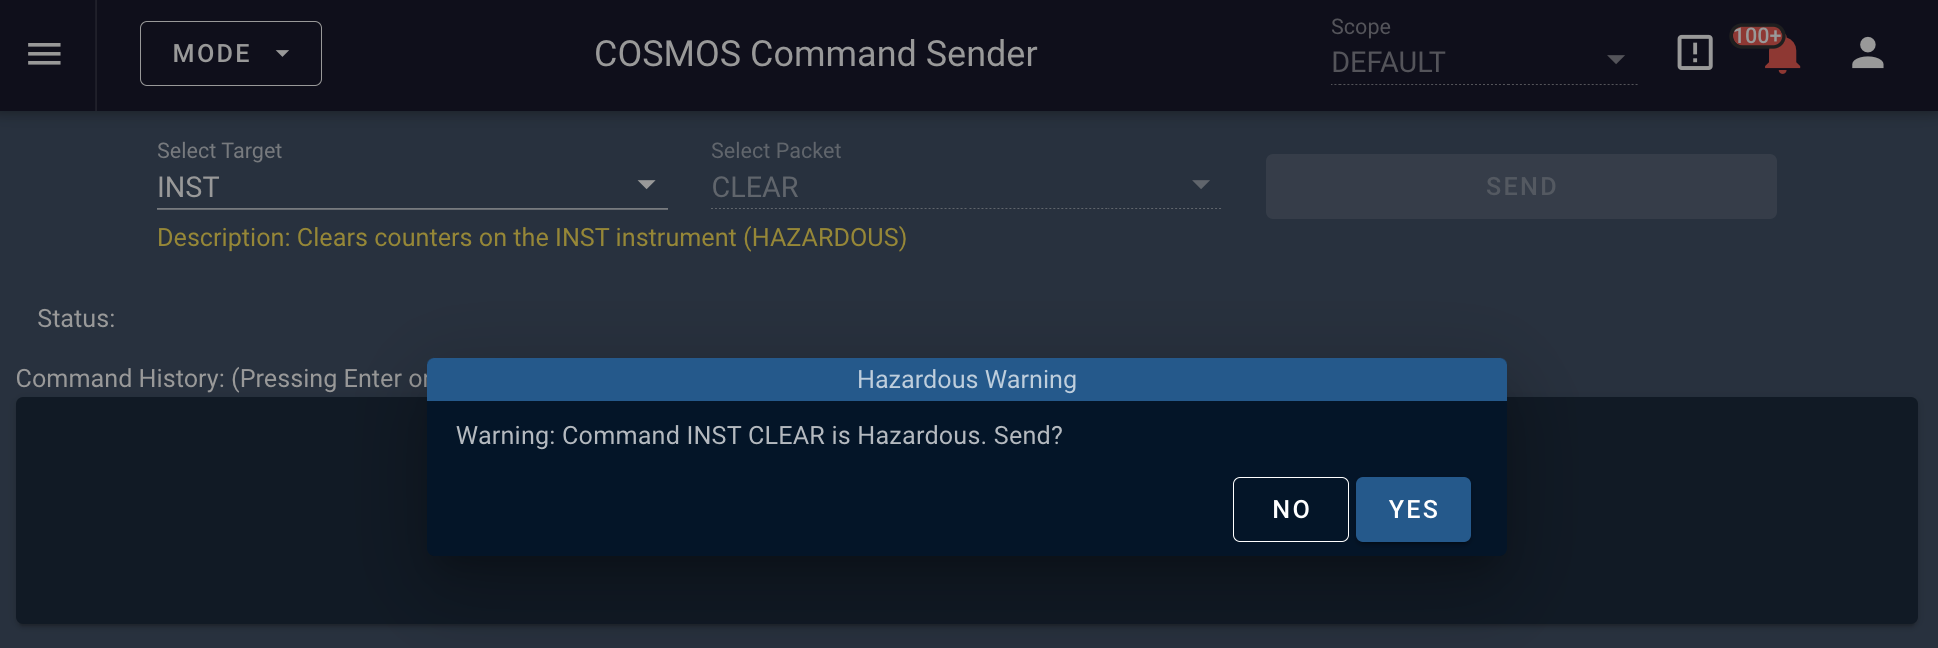 MODE
COSMOS Command Sender
Scope
DEFAULT
100+
Select Target
INST
Select Packet
CLEAR
SEND
Description: Clears counters on the INST instrument (HAZARDOUS)
Status:
Command History: (Pressing Enter
Hazardous Warning
Warning: Command INST CLEAR is Hazardous. Send?
NO
YES